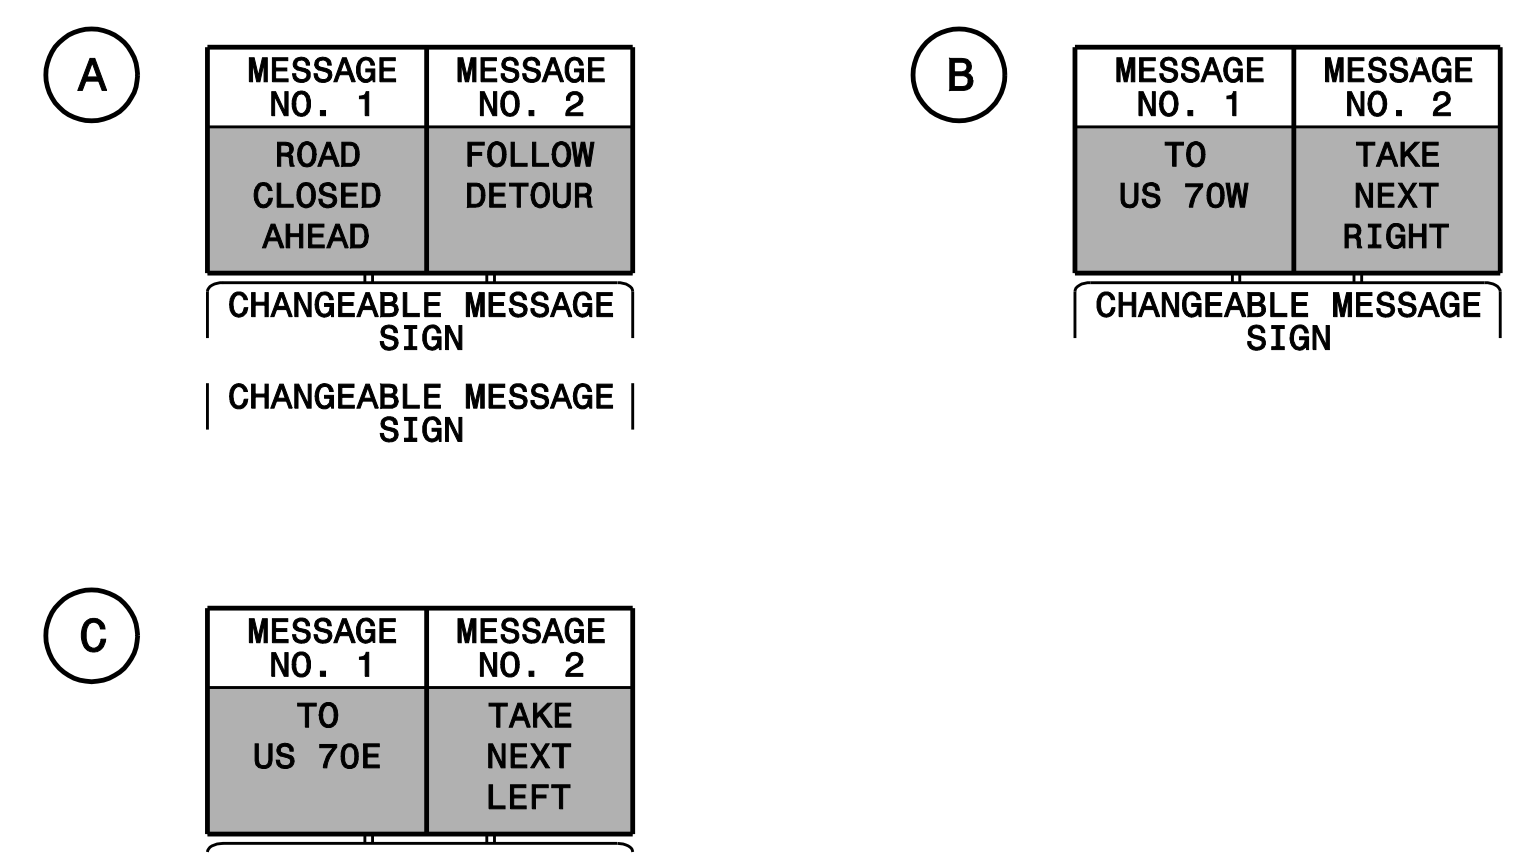 A
MESSAGE NO. 1
MESSAGE NO. 2
ROAD
CLOSED
AHEAD
FOLLOW
DETOUR
CHANGEABLE MESSAGE
SIGN
CHANGEABLE MESSAGE
SIGN
B
MESSAGE NO. 1
MESSAGE NO. 2
TO
US 70W
TAKE
NEXT
RIGHT
CHANGEABLE MESSAGE
SIGN
C
MESSAGE NO. 1
MESSAGE NO. 2
TO
US 70E
TAKE
NEXT
LEFT